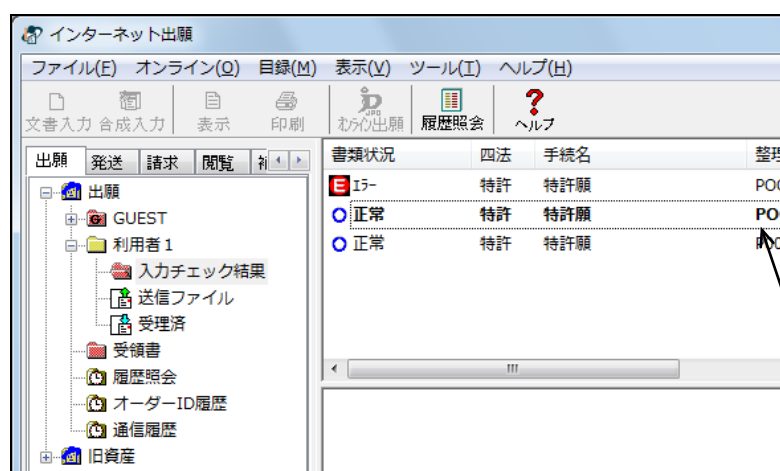 インターネット出願
ファイル(F) オンライン(O) 目録(M) 表示(V) ツール(T) ヘルプ(H)
文書入力 合成入力 表示 印刷 オンライン出願 履歴照会 ヘルプ
出願 発送 請求 閲覧
書類状況 四法 手続名 整理
エラー 特許 特許願 P00
正常 特許 特許願 P00
正常 特許 特許願 P00
出願
GUEST
利用者1
入力チェック結果
送信ファイル
受理済
受領書
履歴照会
オーダーID履歴
通信履歴
旧資産